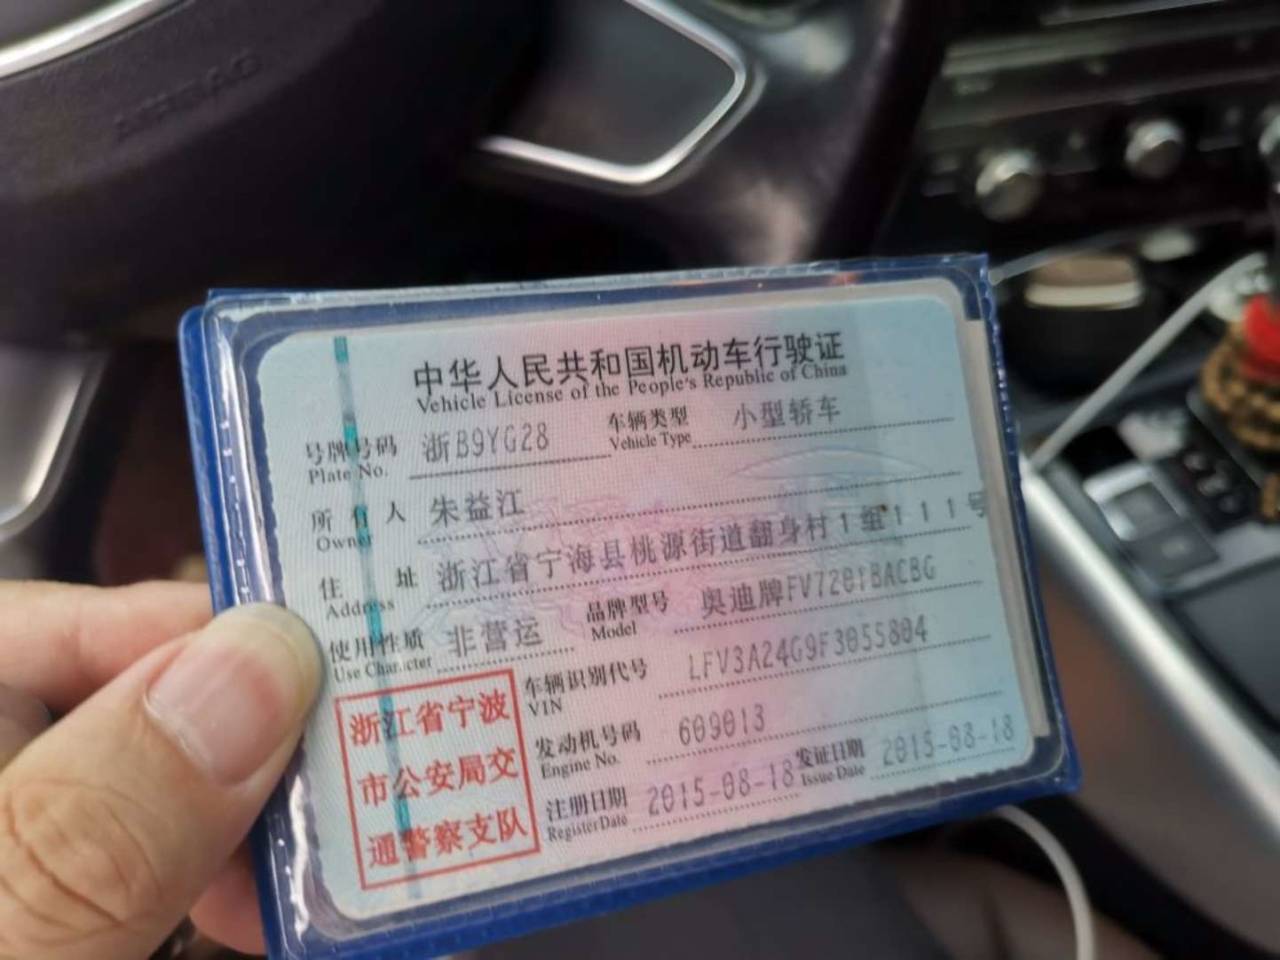 AIRBAG
中华人民共和国机动车行驶证
Vehicle License of the People's Republic of China
号牌号码 浙B9YG28 车辆类型 小型轿车
Plate No. Vehicle Type
所有人 朱益江
Owner
住址 浙江省宁海县桃源街道翻身村1组111号
Address
使用性质 非营运 品牌型号 奥迪牌FV7201BACBG
Use Character Model
车辆识别代号 LFV3A24G9F3055804
VIN
发动机号码 609013
Engine No.
注册日期 2015-08-18 发证日期 2015-08-18
Register Date Issue Date
浙江省宁波
市公安局交
通警察支队